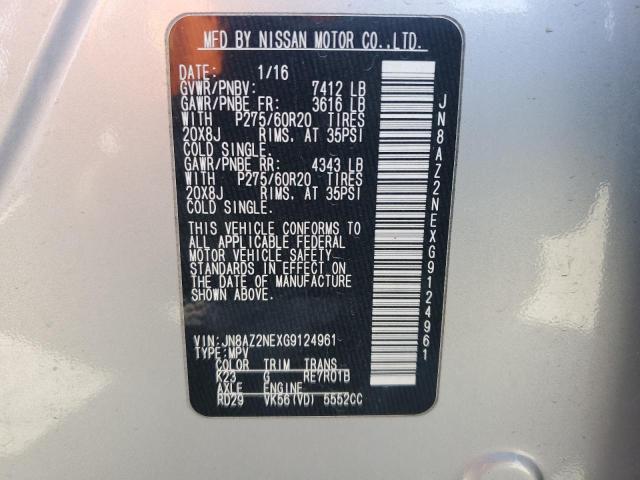 MFD BY NISSAN MOTOR CO.,LTD.
DATE: 1/16
GVWR/PNBV: 7412 LB
GAWR/PNBE FR: 3616 LB
WITH P275/60R20 TIRES
20X8J RIMS. AT 35PSI
COLD SINGLE.
GAWR/PNBE RR: 4343 LB
WITH P275/60R20 TIRES
20X8J RIMS. AT 35PSI
COLD SINGLE.
THIS VEHICLE CONFORMS TO
ALL APPLICABLE FEDERAL
MOTOR VEHICLE SAFETY
STANDARDS IN EFFECT ON
THE DATE OF MANUFACTURE
SHOWN ABOVE.
VIN:JN8AZ2NEXG9124961
TYPE:MPV
COLOR TRIM TRANS
K23 G RE7R01B
AXLE ENGINE
RD29 VK56(VD) 5552CC
JN8AZ2NEXG9124961